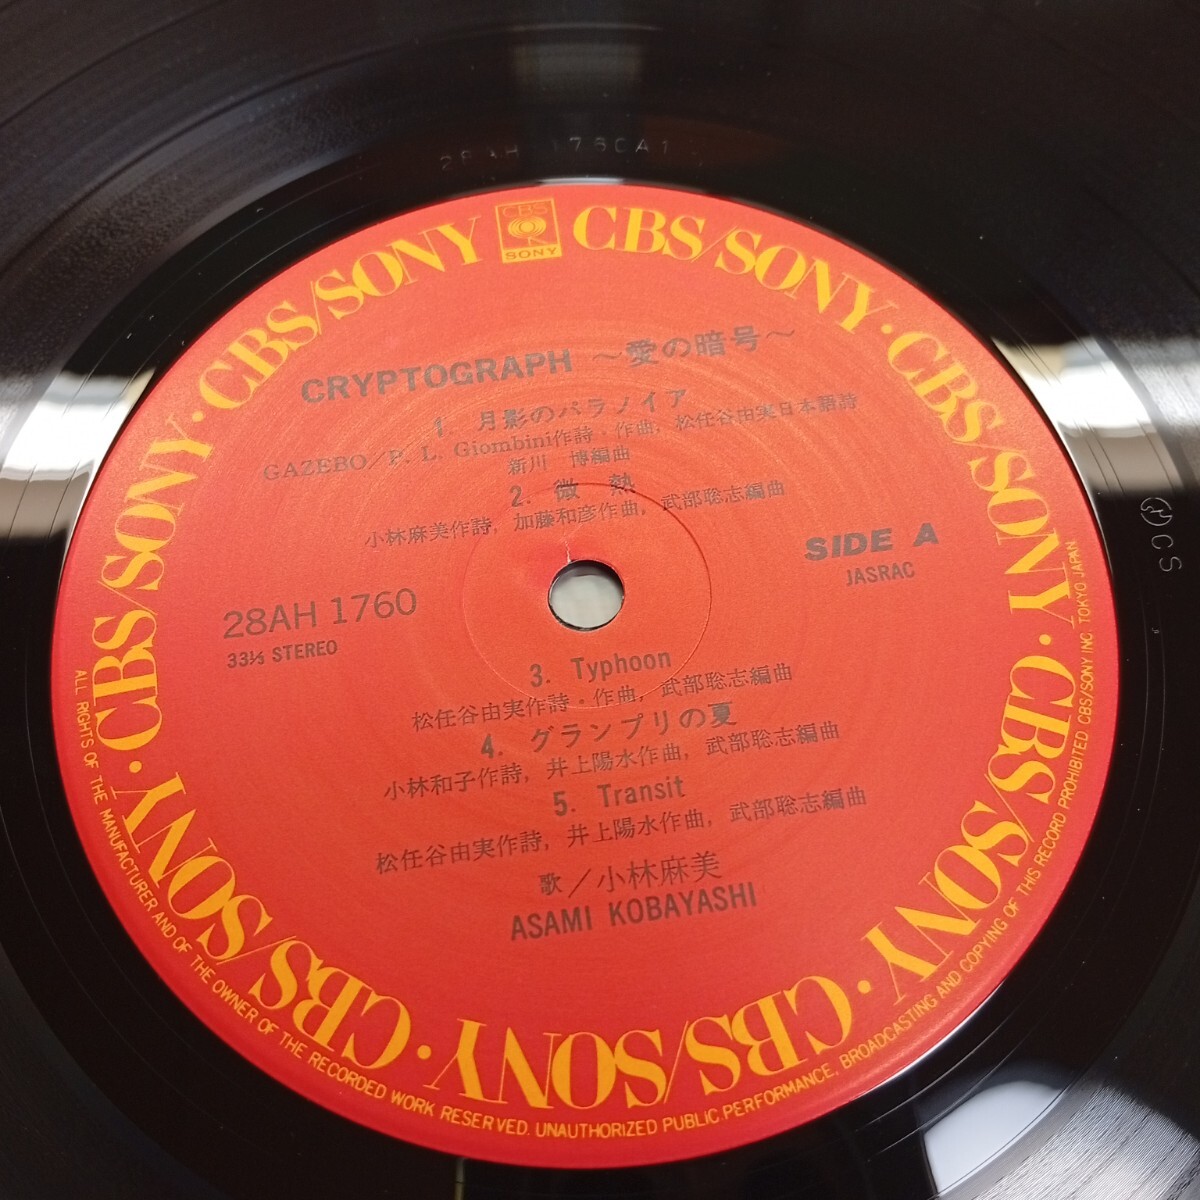 28AH 1760A1
CBS
SONY
CBS/SONY · CBS/SONY · CBS/SONY · CBS/SONY · CBS/SONY · CBS/SONY · CBS/SONY · CBS/SONY
CRYPTOGRAPH ～愛の暗号～
1. 月影のパラノイア
GAZEBO/P. L. Giombini作詩・作曲, 松任谷由実日本語詩
新川 博編曲
2. 微 熱
小林麻美作詩, 加藤和彦作曲, 武部聡志編曲
SIDE A
JASRAC
28AH 1760
33⅓ STEREO
3. Typhoon
松任谷由実作詩・作曲, 武部聡志編曲
4. グランプリの夏
小林和子作詩, 井上陽水作曲, 武部聡志編曲
5. Transit
松任谷由実作詩, 井上陽水作曲, 武部聡志編曲
歌／小林麻美
ASAMI KOBAYASHI
ALL RIGHTS OF THE MANUFACTURER AND OF THE OWNER OF THE RECORDED WORK RESERVED. UNAUTHORIZED PUBLIC PERFORMANCE, BROADCASTING AND COPYING OF THIS RECORD PROHIBITED CBS/SONY INC. TOKYO JAPAN.
CS